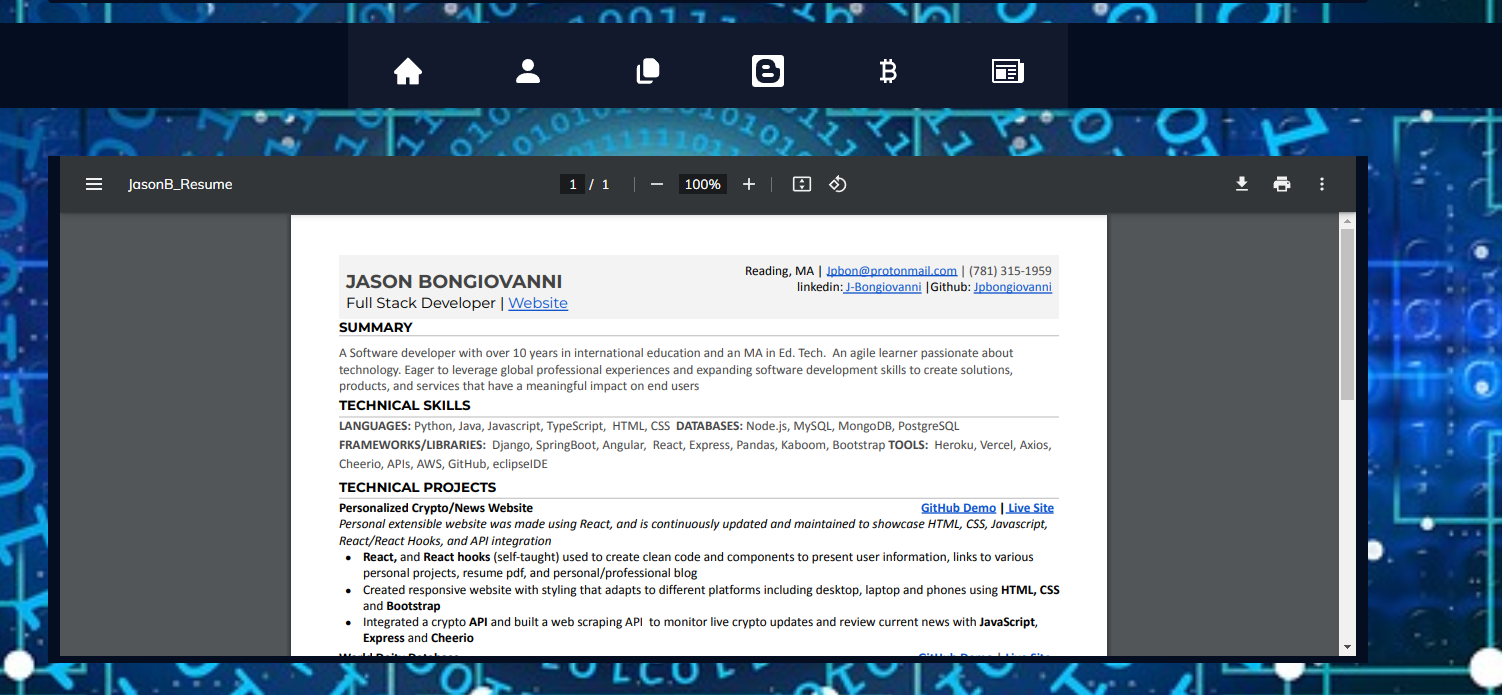 JasonB_Resume
1 / 1
100%
JASON BONGIOVANNI
Full Stack Developer | Website
Reading, MA | Jpbon@protonmail.com | (781) 315-1959
linkedin: J-Bongiovanni |Github: Jpbongiovanni
SUMMARY
A Software developer with over 10 years in international education and an MA in Ed. Tech. An agile learner passionate about
technology. Eager to leverage global professional experiences and expanding software development skills to create solutions,
products, and services that have a meaningful impact on end users
TECHNICAL SKILLS
LANGUAGES: Python, Java, Javascript, TypeScript, HTML, CSS DATABASES: Node.js, MySQL, MongoDB, PostgreSQL
FRAMEWORKS/LIBRARIES: Django, SpringBoot, Angular, React, Express, Pandas, Kaboom, Bootstrap TOOLS: Heroku, Vercel, Axios,
Cheerio, APIs, AWS, GitHub, eclipseIDE
TECHNICAL PROJECTS
Personalized Crypto/News Website GitHub Demo | Live Site
Personal extensible website was made using React, and is continuously updated and maintained to showcase HTML, CSS, Javascript,
React/React Hooks, and API integration
• React, and React hooks (self-taught) used to create clean code and components to present user information, links to various
personal projects, resume pdf, and personal/professional blog
• Created responsive website with styling that adapts to different platforms including desktop, laptop and phones using HTML, CSS
and Bootstrap
• Integrated a crypto API and built a web scraping API to monitor live crypto updates and review current news with JavaScript,
Express and Cheerio